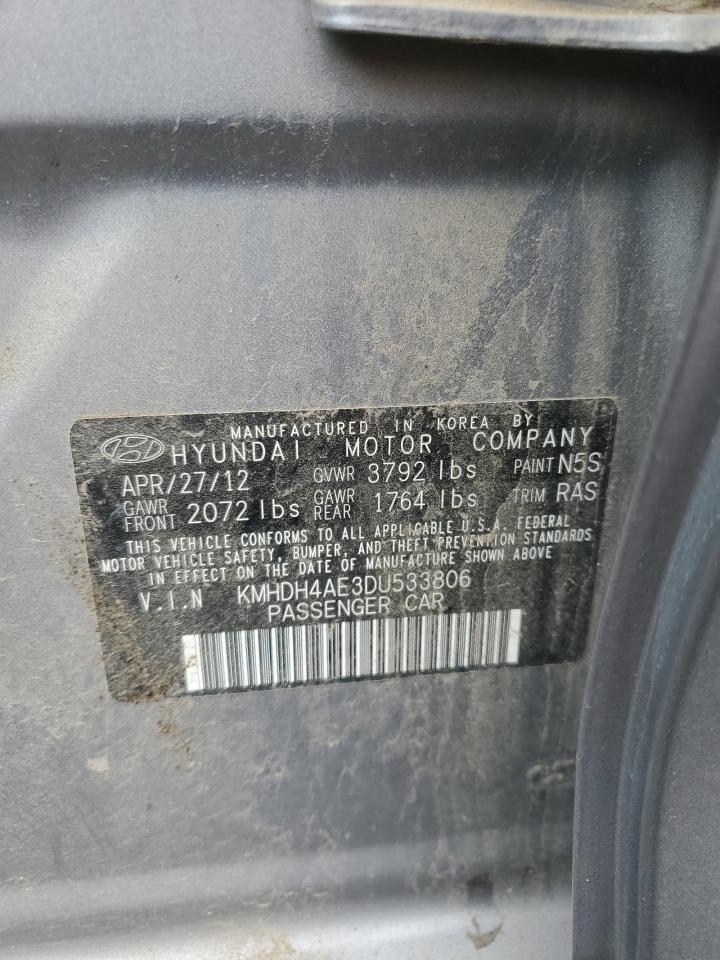 MANUFACTURED IN KOREA BY
HYUNDAI MOTOR COMPANY
APR/27/12 GVWR 3792 lbs PAINT N5S
GAWR FRONT 2072 lbs GAWR REAR 1764 lbs TRIM RAS
THIS VEHICLE CONFORMS TO ALL APPLICABLE U.S.A. FEDERAL
MOTOR VEHICLE SAFETY, BUMPER, AND THEFT PREVENTION STANDARDS
IN EFFECT ON THE DATE OF MANUFACTURE SHOWN ABOVE
V.I.N KMHDH4AE3DU533806
PASSENGER CAR